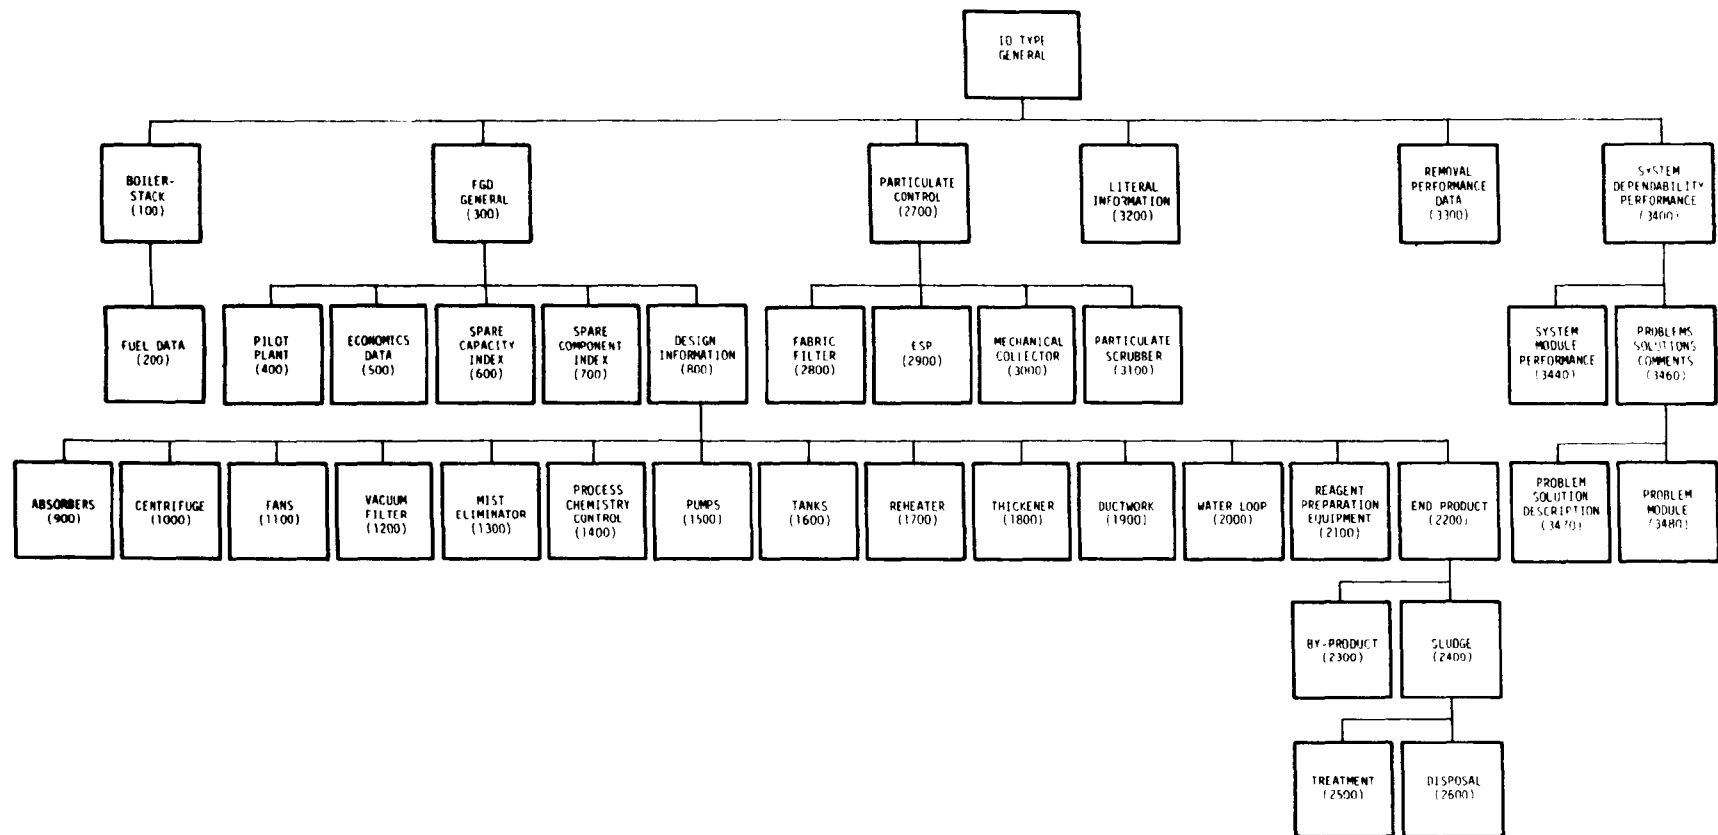 ID TYPE
GENERAL
BOILER-
STACK
(100)
FGD
GENERAL
(300)
PARTICULATE
CONTROL
(2700)
LITERAL
INFORMATION
(3200)
REMOVAL
PERFORMANCE
DATA
(3300)
SYSTEM
DEPENDABILITY
PERFORMANCE
(3400)
FUEL DATA
(200)
PILOT
PLANT
(400)
ECONOMICS
DATA
(500)
SPARE
CAPACITY
INDEX
(600)
SPARE
COMPONENT
INDEX
(700)
DESIGN
INFORMATION
(800)
FABRIC
FILTER
(2800)
ESP
(2900)
MECHANICAL
COLLECTOR
(3000)
PARTICULATE
SCRUBBER
(3100)
SYSTEM
MODULE
PERFORMANCE
(3440)
PROBLEMS
SOLUTIONS
COMMENTS
(3460)
ABSORBERS
(900)
CENTRIFUGE
(1000)
FANS
(1100)
VACUUM
FILTER
(1200)
MIST
ELIMINATOR
(1300)
PROCESS
CHEMISTRY
CONTROL
(1400)
PUMPS
(1500)
TANKS
(1600)
REHEATER
(1700)
THICKENER
(1800)
DUCTWORK
(1900)
WATER LOOP
(2000)
REAGENT
PREPARATION
EQUIPMENT
(2100)
END PRODUCT
(2200)
PROBLEM
SOLUTION
DESCRIPTION
(3470)
PROBLEM
MODULE
(3480)
BY-PRODUCT
(2300)
SLUDGE
(2400)
TREATMENT
(2500)
DISPOSAL
(2600)